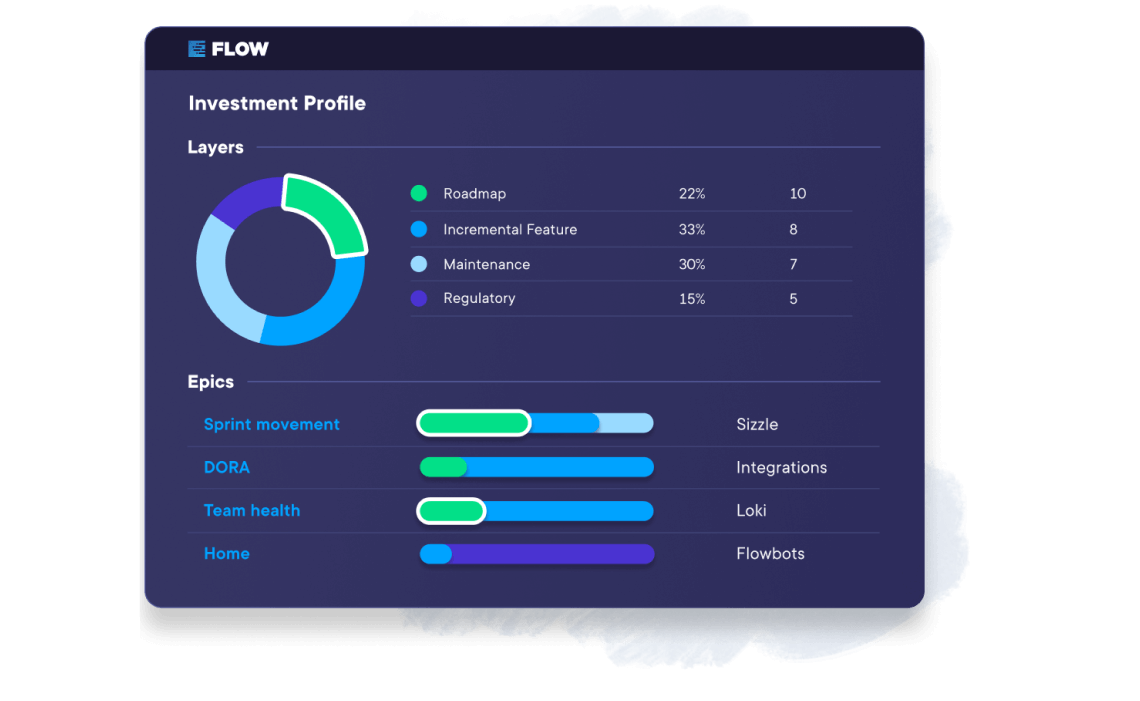 FLOW
Investment Profile
Layers
Roadmap 22% 10
Incremental Feature 33% 8
Maintenance 30% 7
Regulatory 15% 5
Epics
Sprint movement Sizzle
DORA Integrations
Team health Loki
Home Flowbots